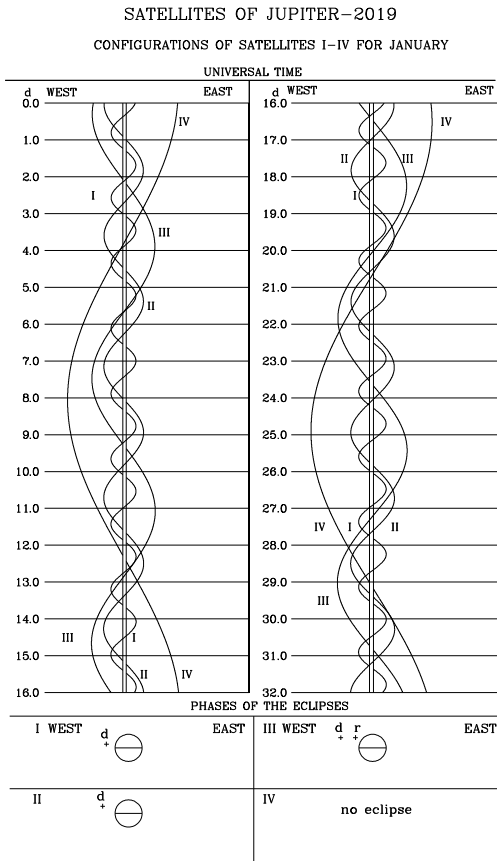 SATELLITES OF JUPITER-2019
CONFIGURATIONS OF SATELLITES I-IV FOR JANUARY
UNIVERSAL TIME
d WEST EAST
0.0
1.0
2.0
3.0
4.0
5.0
6.0
7.0
8.0
9.0
10.0
11.0
12.0
13.0
14.0
15.0
16.0
IV
I
III
II
III
I
II
IV
d WEST EAST
16.0
17.0
18.0
19.0
20.0
21.0
22.0
23.0
24.0
25.0
26.0
27.0
28.0
29.0
30.0
31.0
32.0
IV
II
III
I
IV
I
II
III
PHASES OF THE ECLIPSES
I WEST EAST
d
+
III WEST EAST
d r
+ +
II
d
+
IV
no eclipse